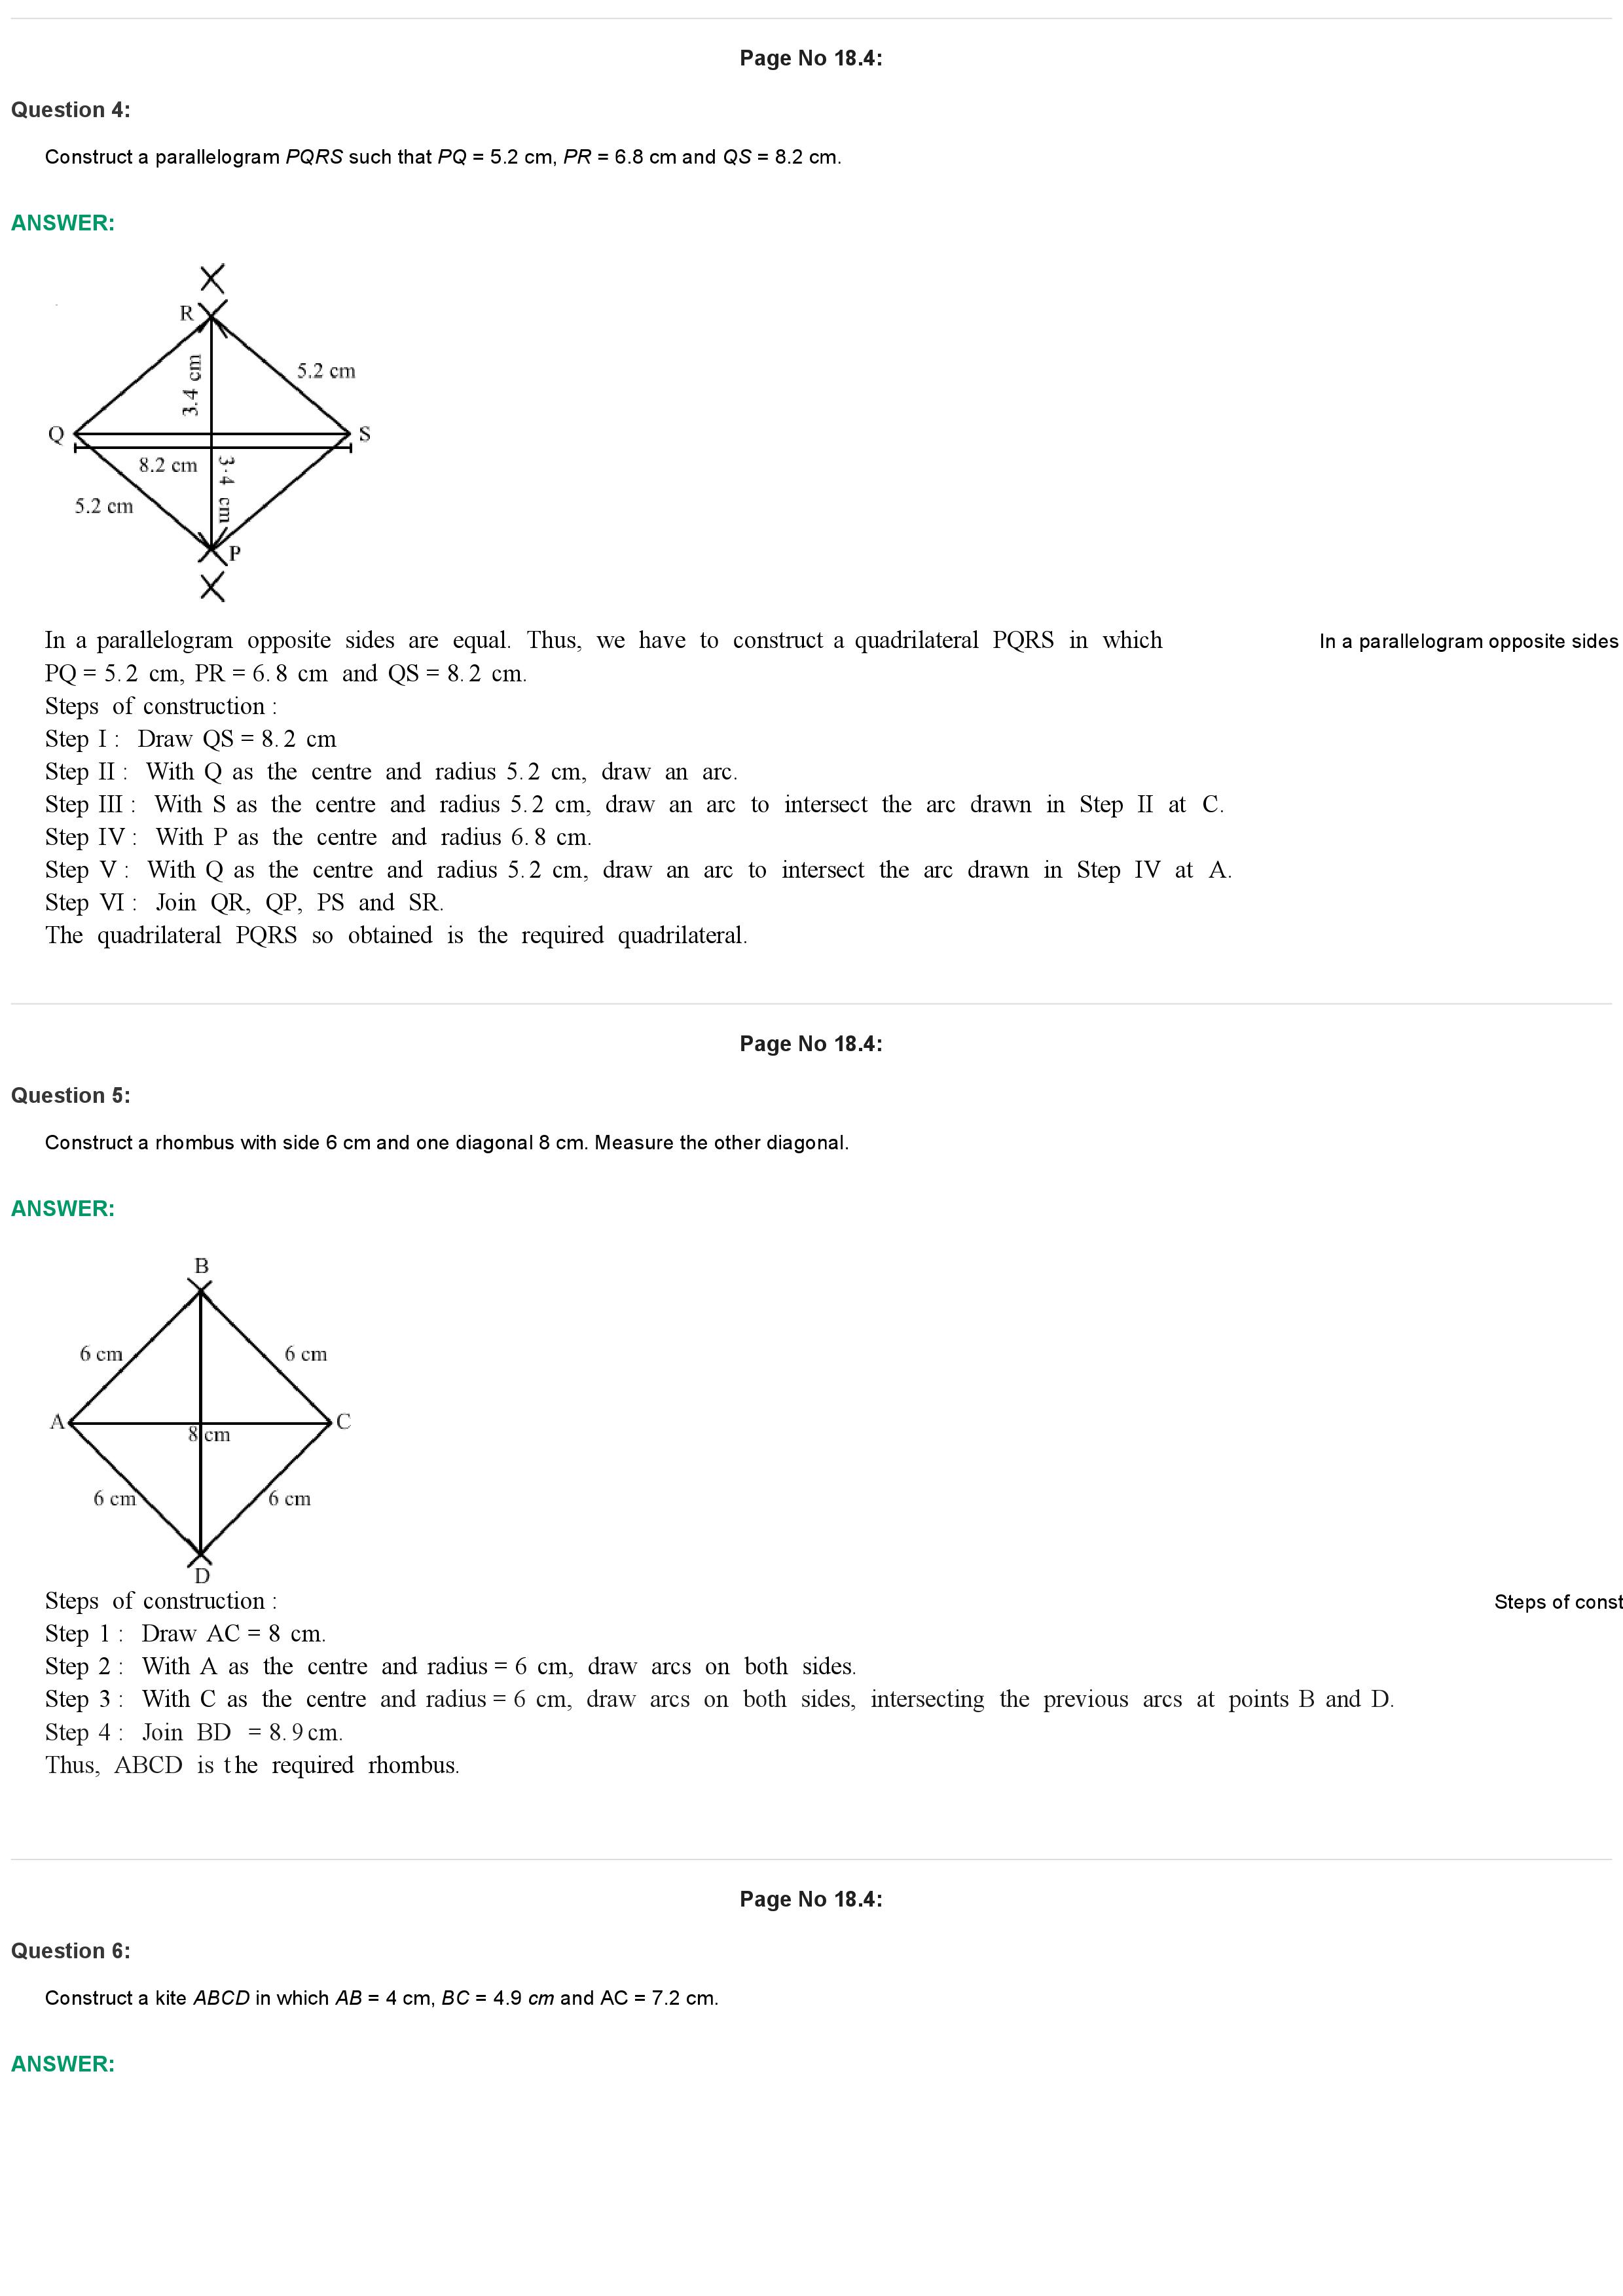 Page No 18.4:
Question 4:
Construct a parallelogram PQRS such that PQ = 5.2 cm, PR = 6.8 cm and QS = 8.2 cm.
ANSWER:
R
3.4 cm
5.2 cm
Q
S
8.2 cm
3.4 cm
5.2 cm
P
In a parallelogram opposite sides are equal. Thus, we have to construct a quadrilateral PQRS in which In a parallelogram opposite sides
PQ = 5.2 cm, PR = 6.8 cm and QS = 8.2 cm.
Steps of construction :
Step I : Draw QS = 8.2 cm
Step II : With Q as the centre and radius 5.2 cm, draw an arc.
Step III : With S as the centre and radius 5.2 cm, draw an arc to intersect the arc drawn in Step II at C.
Step IV : With P as the centre and radius 6.8 cm.
Step V : With Q as the centre and radius 5.2 cm, draw an arc to intersect the arc drawn in Step IV at A.
Step VI : Join QR, QP, PS and SR.
The quadrilateral PQRS so obtained is the required quadrilateral.
Page No 18.4:
Question 5:
Construct a rhombus with side 6 cm and one diagonal 8 cm. Measure the other diagonal.
ANSWER:
B
6 cm
6 cm
A
C
8 cm
6 cm
6 cm
D
Steps of construction : Steps of const
Step 1 : Draw AC = 8 cm.
Step 2 : With A as the centre and radius = 6 cm, draw arcs on both sides.
Step 3 : With C as the centre and radius = 6 cm, draw arcs on both sides, intersecting the previous arcs at points B and D.
Step 4 : Join BD = 8.9 cm.
Thus, ABCD is the required rhombus.
Page No 18.4:
Question 6:
Construct a kite ABCD in which AB = 4 cm, BC = 4.9 cm and AC = 7.2 cm.
ANSWER: